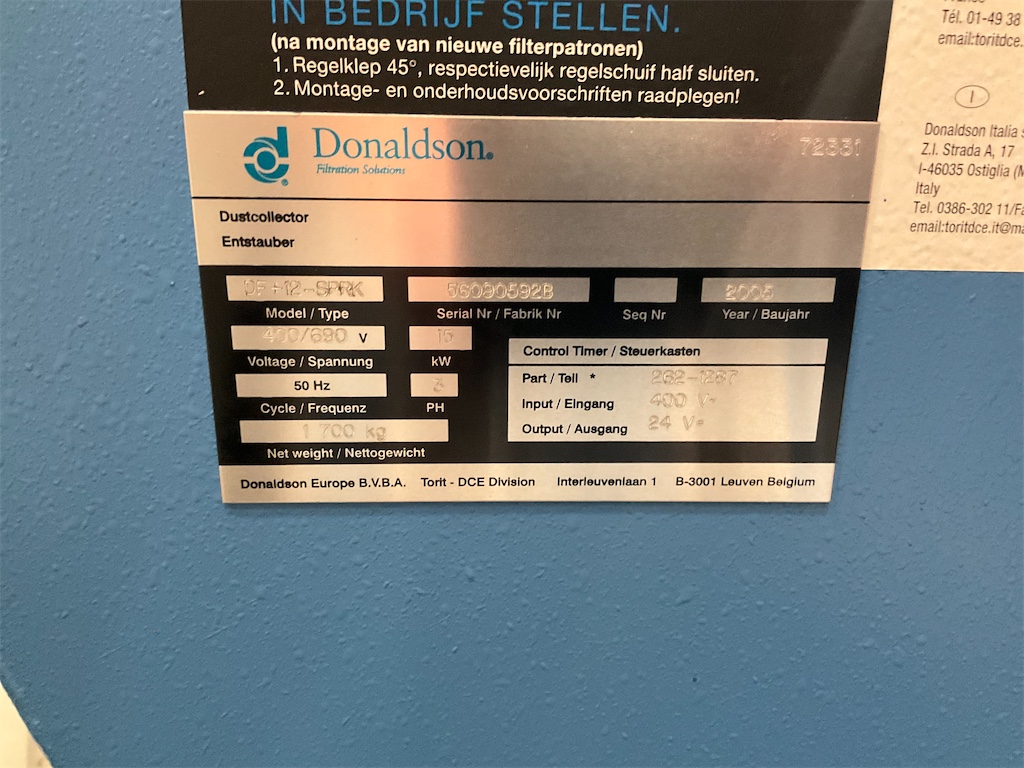 IN BEDRIJF STELLEN.
(na montage van nieuwe filterpatronen)
1. Regelklep 45°, respectievelijk regelschuif half sluiten.
2. Montage- en onderhoudsvoorschriften raadplegen!
Tél. 01-49 38
email:toritdce.
I
Donaldson Italia
Z.I. Strada A, 17
I-46035 Ostiglia
Italy
Tel. 0386-302 11/Fa
email:toritdce.it@ma
Donaldson.
Filtration Solutions
72331
Dustcollector
Entstauber
DF+12-SPRK
56090592B
Model / Type
Serial Nr / Fabrik Nr
Seq Nr
Year / Baujahr
400/690 V
15
Voltage / Spannung
kW
50 Hz
3
Cycle / Frequenz
PH
1 700 kg
Net weight / Nettogewicht
Control Timer / Steuerkasten
Part / Teil *
Input / Eingang 400 V~
Output / Ausgang 24 V=
Donaldson Europe B.V.B.A. Torit - DCE Division Interleuvenlaan 1 B-3001 Leuven Belgium